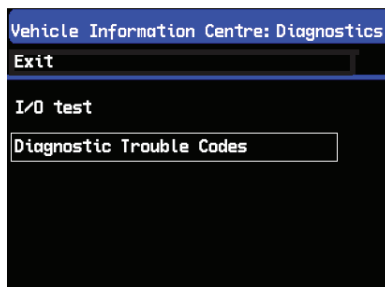 Vehicle Information Centre: Diagnostics
Exit
I/O test
Diagnostic Trouble Codes